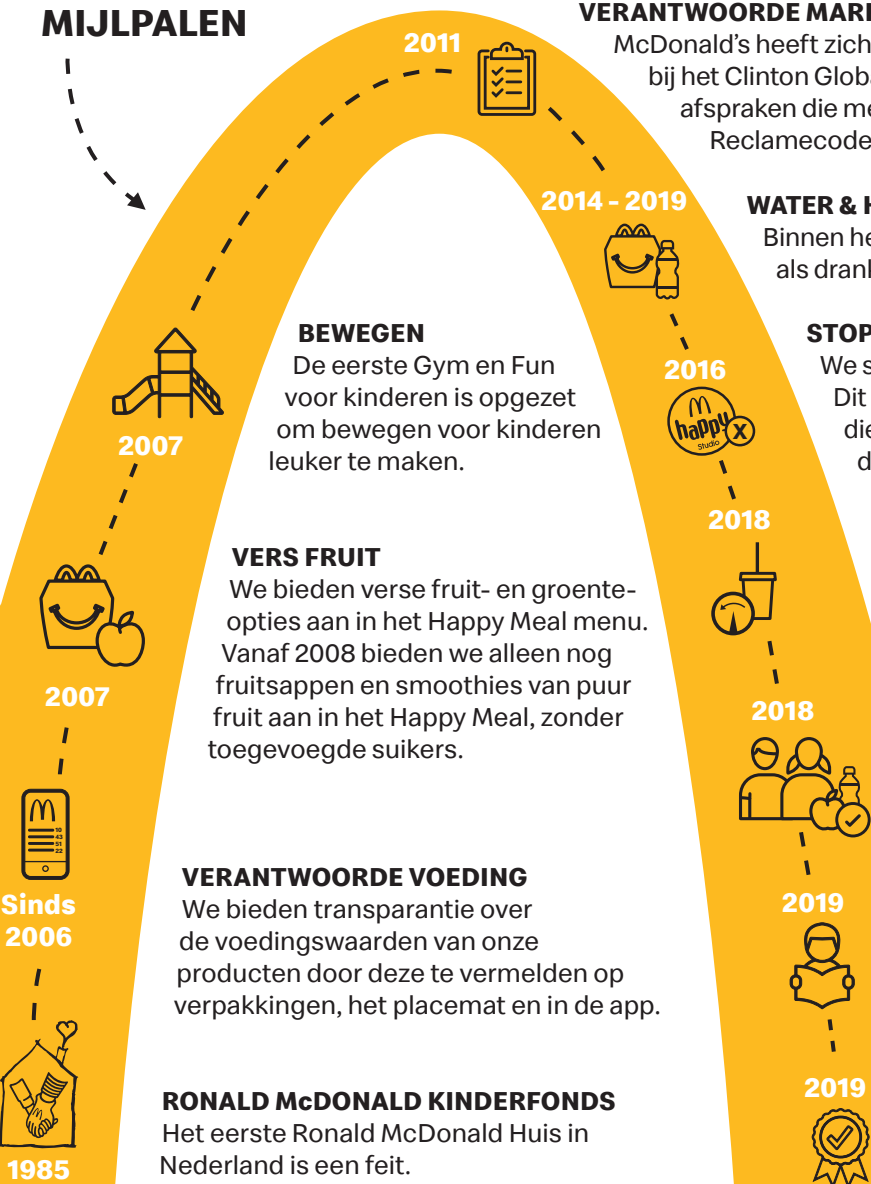 MIJLPALEN
2011
VERANTWOORDE
McDonald's heeft zich
bij het Clinton
afspraken die
Reclamecode
2014 - 2019
WATER &
Binnen
als
STOP
We
Dit
2016
happy
Studio
X
BEWEGEN
De eerste Gym en Fun
voor kinderen is opgezet
om bewegen voor kinderen
leuker te maken.
2007
2018
VERS FRUIT
We bieden verse fruit- en groente-
opties aan in het Happy Meal menu.
Vanaf 2008 bieden we alleen nog
fruitsappen en smoothies van puur
fruit aan in het Happy Meal, zonder
toegevoegde suikers.
2007
2018
10
43
51
22
Sinds
2006
VERANTWOORDE VOEDING
We bieden transparantie over
de voedingswaarden van onze
producten door deze te vermelden op
verpakkingen, het placemat en in de app.
2019
RONALD McDONALD KINDERFONDS
Het eerste Ronald McDonald Huis in
Nederland is een feit.
1985
2019